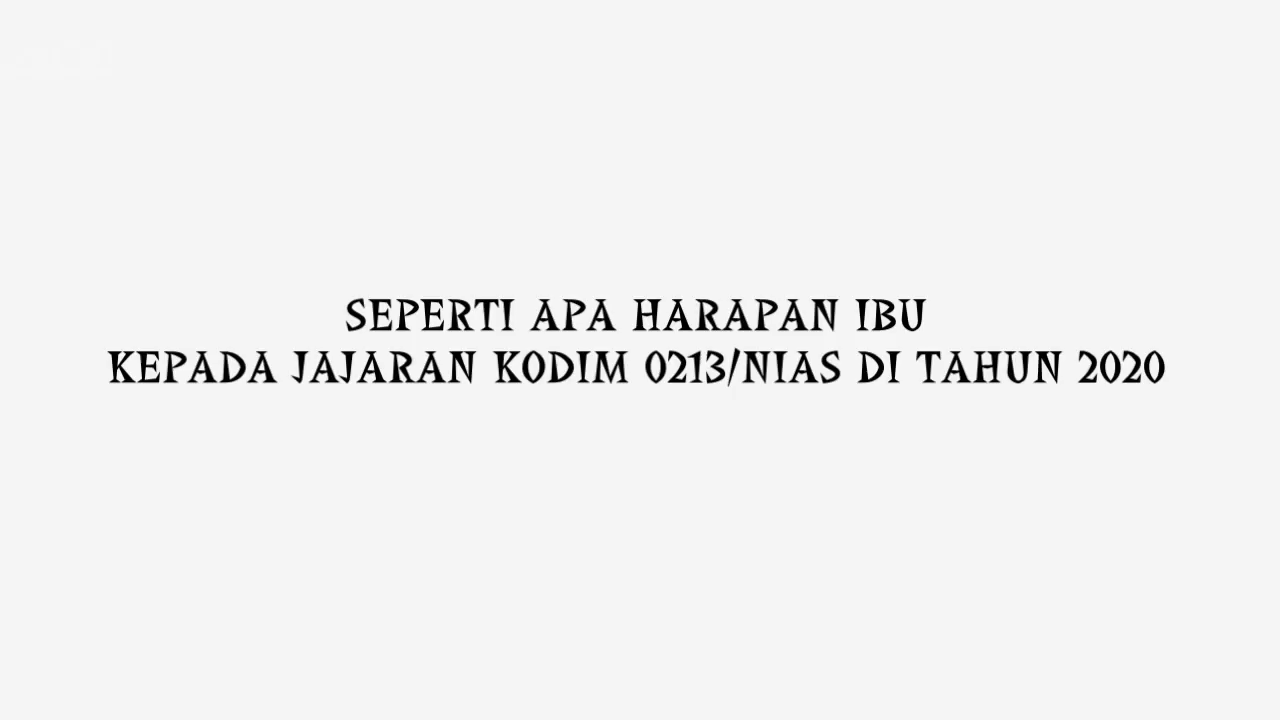 SEPERTI APA HARAPAN IBU
KEPADA JAJARAN KODIM 0213/NIAS DI TAHUN 2020